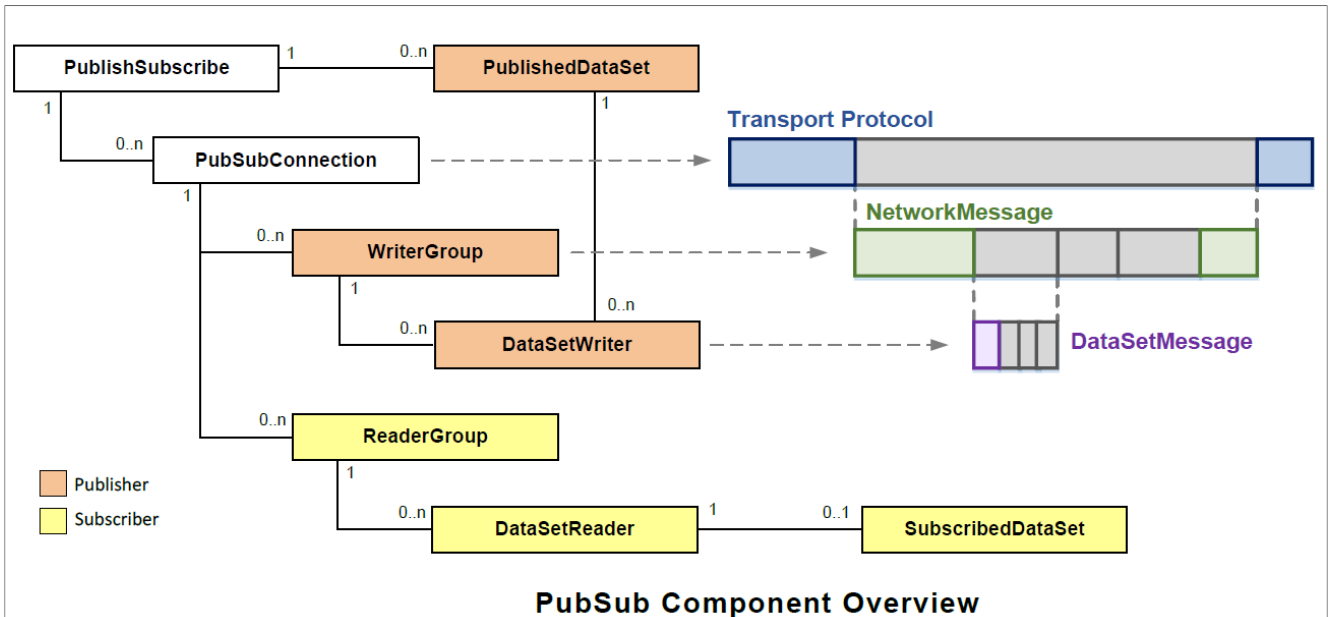 PublishSubscribe
1
0..n
PublishedDataSet
1
1
0..n
PubSubConnection
1
Transport Protocol
NetworkMessage
0..n
WriterGroup
1
0..n
0..n
DataSetWriter
DataSetMessage
0..n
ReaderGroup
1
Publisher
Subscriber
0..n
DataSetReader
1
0..1
SubscribedDataSet
PubSub Component Overview